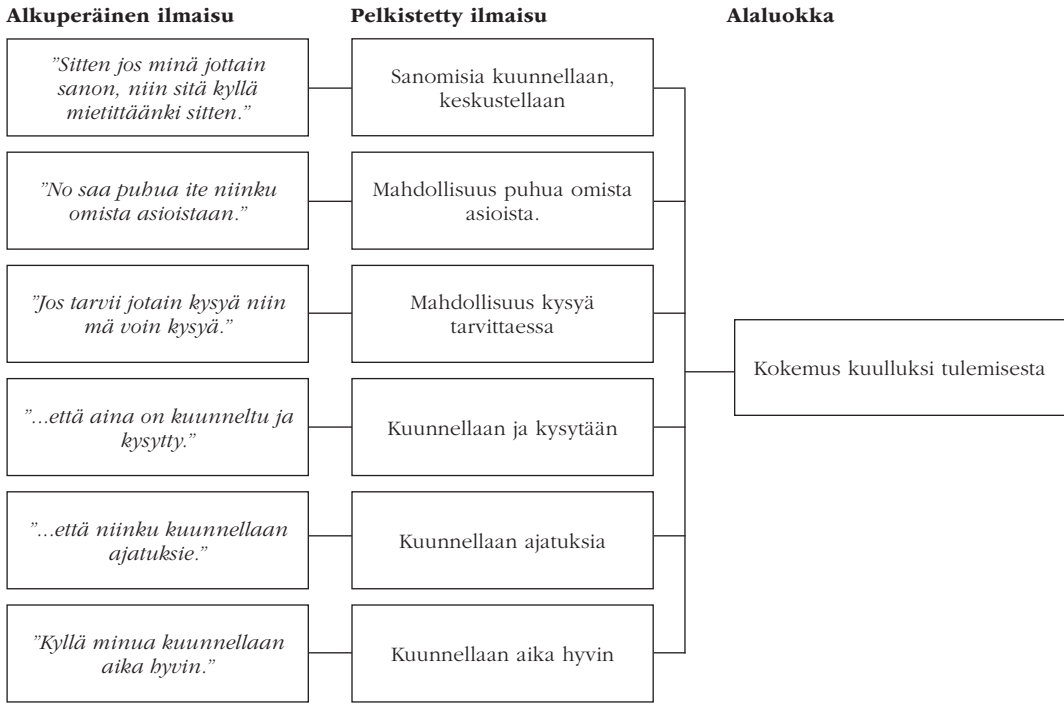 Alkuperäinen ilmaisu
Pelkistetty ilmaisu
Alaluokka
”Sitten jos minä jottain
sanon, niin sitä kyllä
mietittäänki sitten.”
Sanomisia kuunnellaan,
keskustellaan
”No saa puhua ite niinku
omista asioistaan.”
Mahdollisuus puhua omista
asioista.
”Jos tarvii jotain kysyä niin
mä voin kysyä.”
Mahdollisuus kysyä
tarvittaessa
”...että aina on kuunneltu ja
kysytty.”
Kuunnellaan ja kysytään
”...että niinku kuunnellaan
ajatuksie.”
Kuunnellaan ajatuksia
”Kyllä minua kuunnellaan
aika hyvin.”
Kuunnellaan aika hyvin
Kokemus kuulluksi tulemisesta